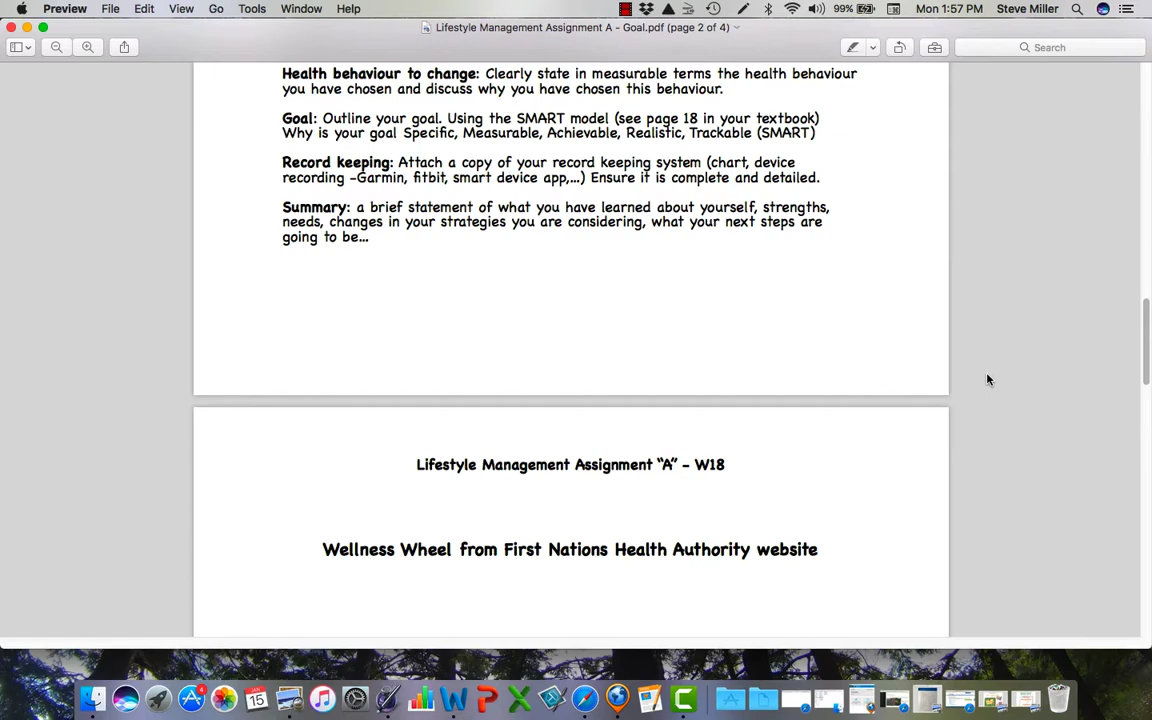 Preview File Edit View Go Tools Window Help 99% Mon 1:57 PM Steve Miller
Lifestyle Management Assignment A - Goal.pdf (page 2 of 4)
Search
Health behaviour to change: Clearly state in measurable terms the health behaviour
you have chosen and discuss why you have chosen this behaviour.
Goal: Outline your goal. Using the SMART model (see page 18 in your textbook)
Why is your goal Specific, Measurable, Achievable, Realistic, Trackable (SMART)
Record keeping: Attach a copy of your record keeping system (chart, device
recording -Garmin, fitbit, smart device app,...) Ensure it is complete and detailed.
Summary: a brief statement of what you have learned about yourself, strengths,
needs, changes in your strategies you are considering, what your next steps are
going to be...
Lifestyle Management Assignment "A" - W18
Wellness Wheel from First Nations Health Authority website
JAN
15
4